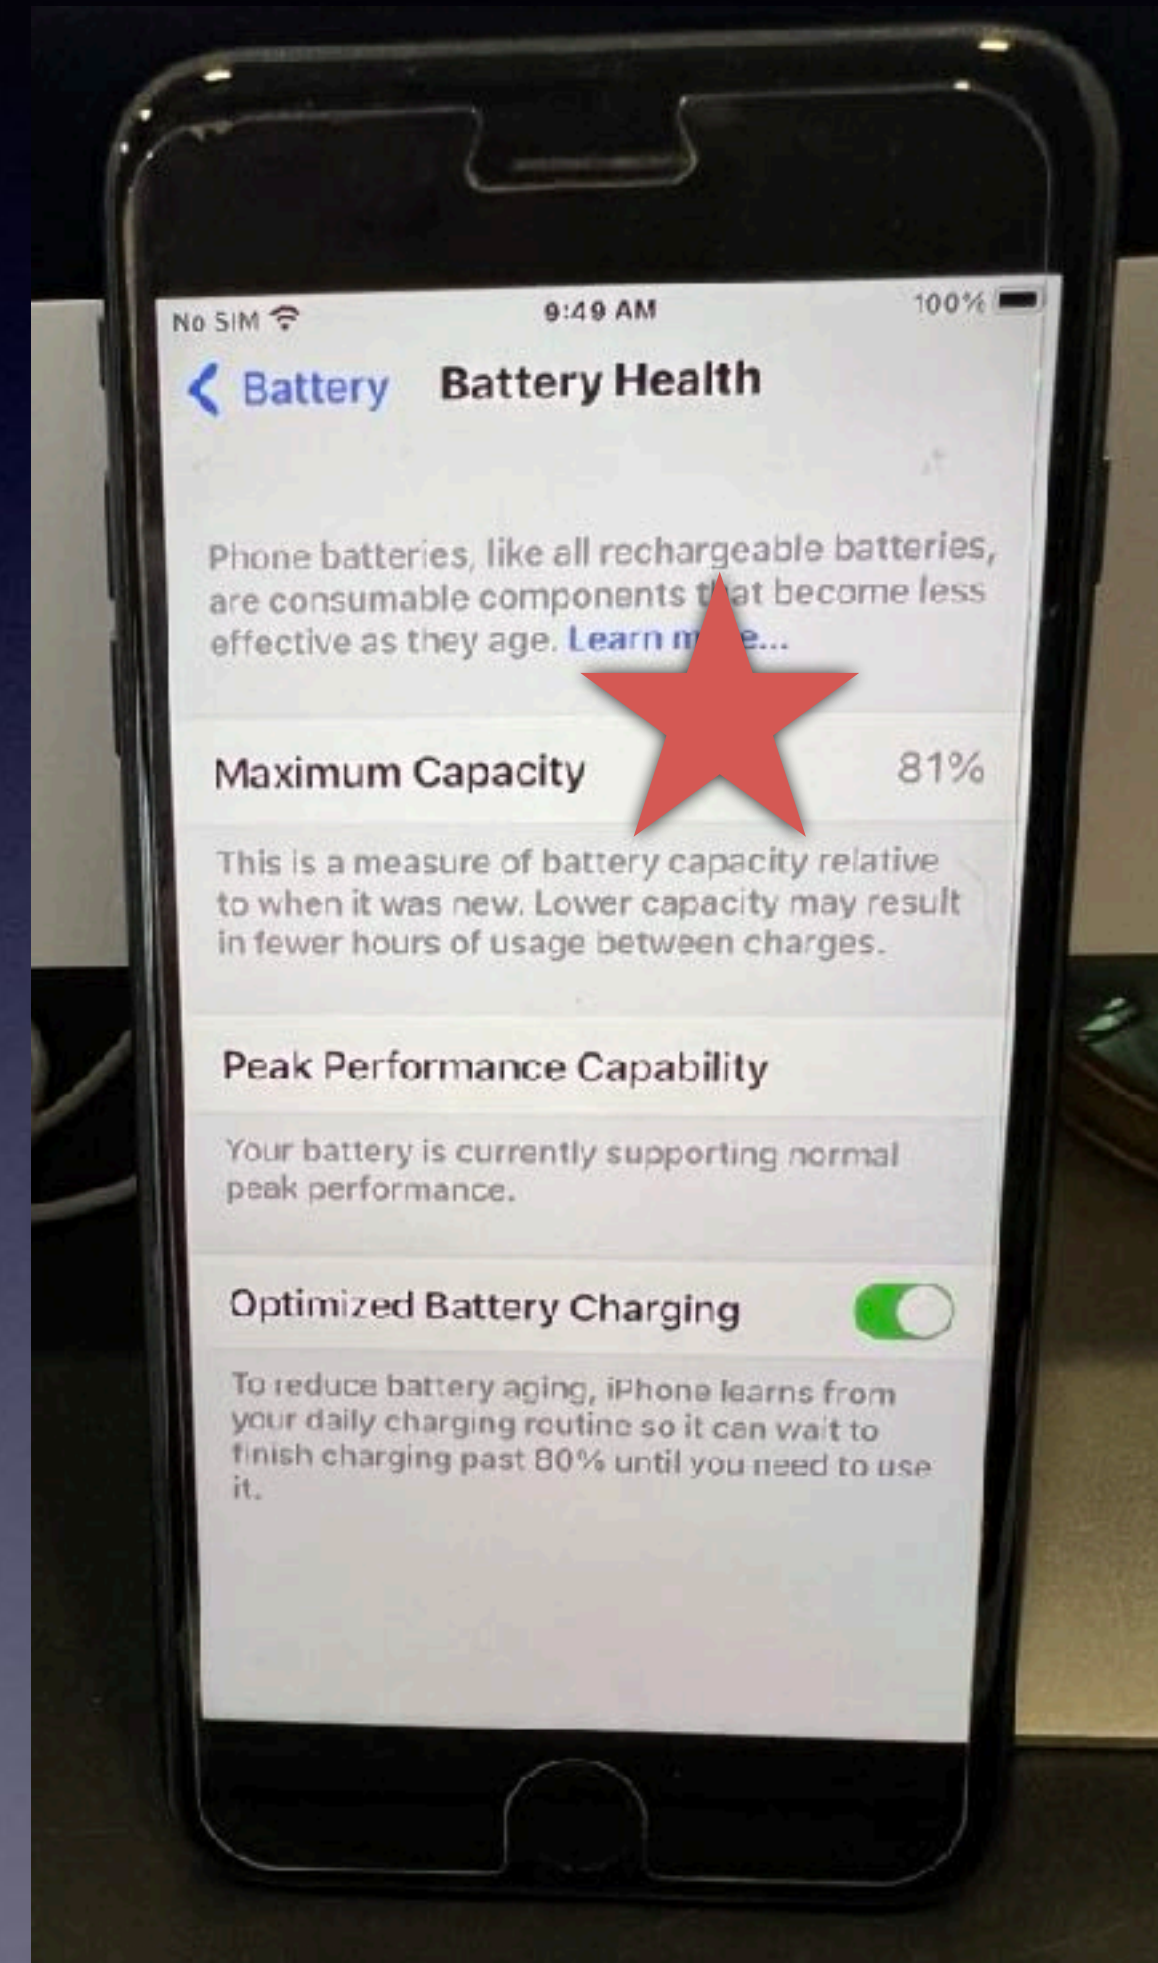 No SIM 9:49 AM 100%
Battery Battery Health
Phone batteries, like all rechargeable batteries,
are consumable components that become less
effective as they age. Learn
Maximum Capacity 81%
This is a measure of battery capacity relative
to when it was new. Lower capacity may result
in fewer hours of usage between charges.
Peak Performance Capability
Your battery is currently supporting normal
peak performance.
Optimized Battery Charging
To reduce battery aging, iPhone learns from
your daily charging routine so it can wait to
finish charging past 80% until you need to use
it.